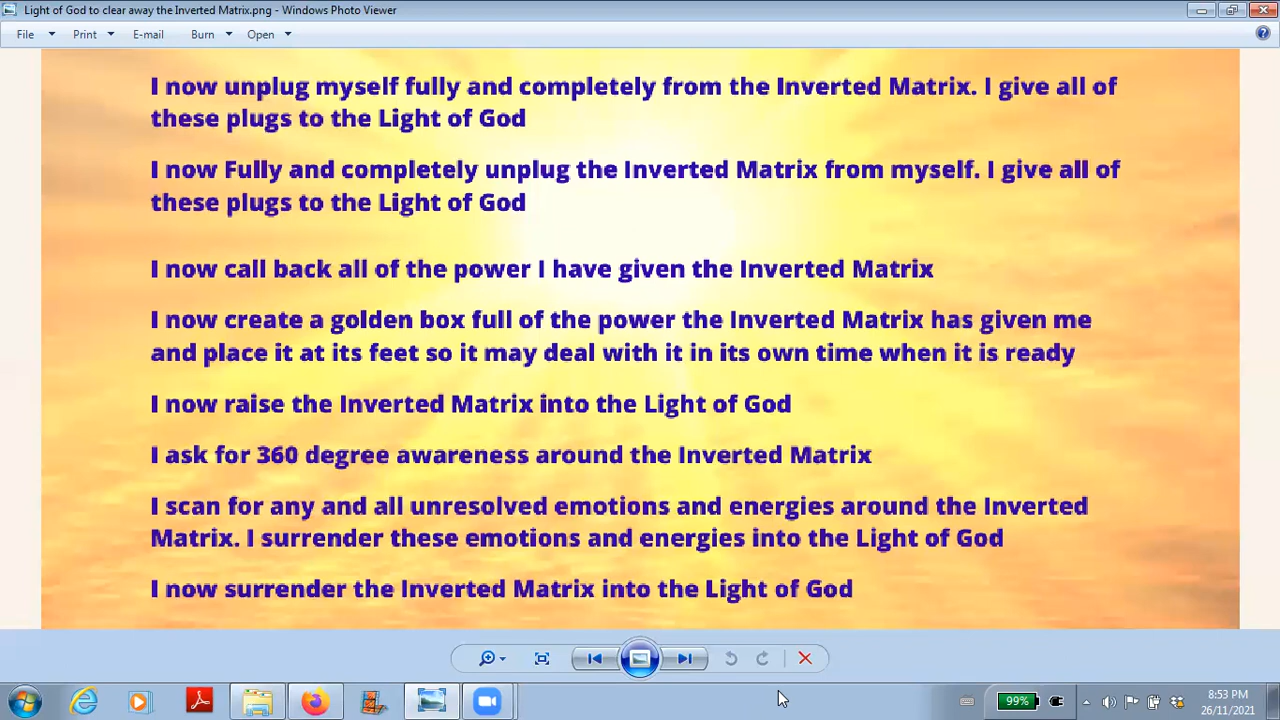 Light of God to clear away the Inverted Matrix.png - Windows Photo Viewer
File Print E-mail Burn Open
I now unplug myself fully and completely from the Inverted Matrix. I give all of
these plugs to the Light of God
I now Fully and completely unplug the Inverted Matrix from myself. I give all of
these plugs to the Light of God
I now call back all of the power I have given the Inverted Matrix
I now create a golden box full of the power the Inverted Matrix has given me
and place it at its feet so it may deal with it in its own time when it is ready
I now raise the Inverted Matrix into the Light of God
I ask for 360 degree awareness around the Inverted Matrix
I scan for any and all unresolved emotions and energies around the Inverted
Matrix. I surrender these emotions and energies into the Light of God
I now surrender the Inverted Matrix into the Light of God
99%
8:53 PM
26/11/2021